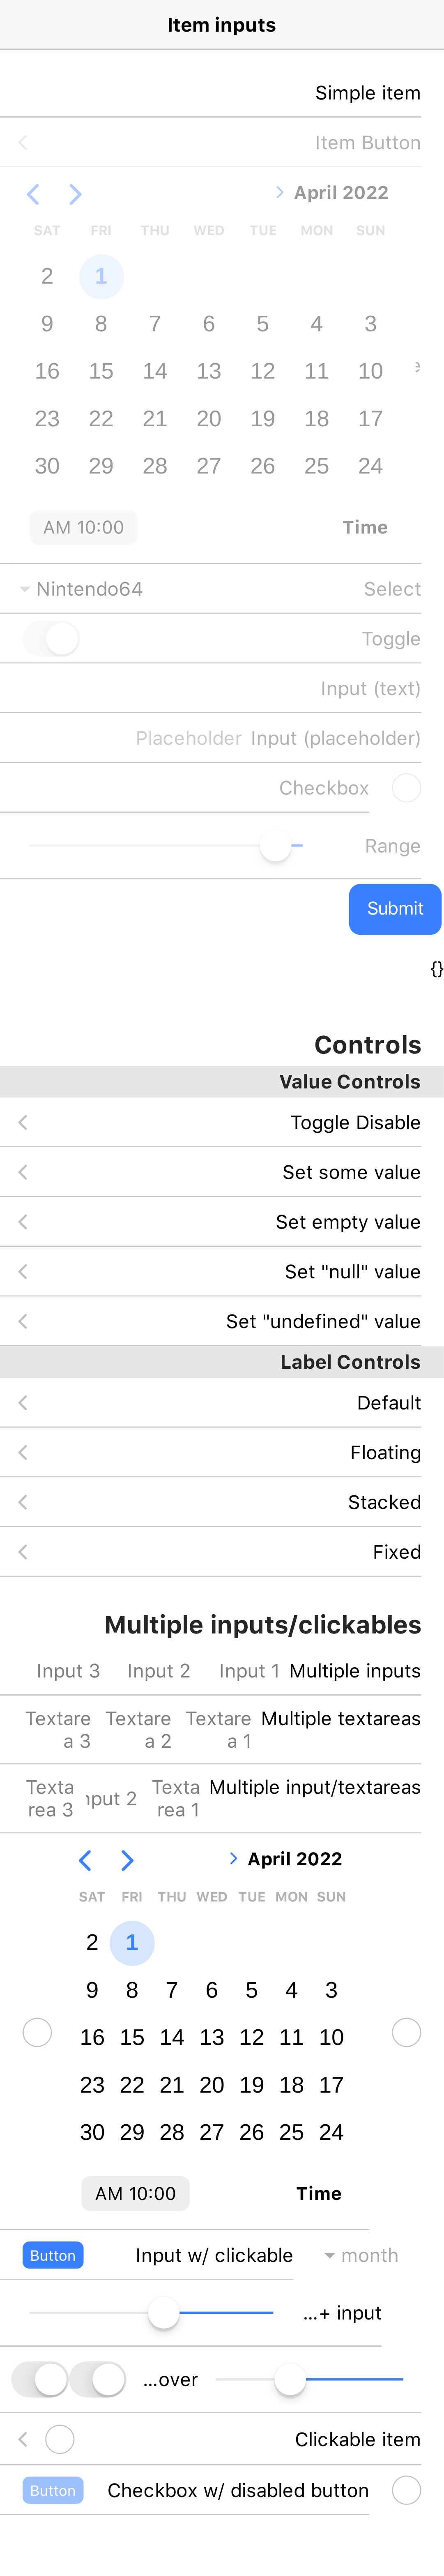 Item inputs
Simple item
Item Button
April 2022
SUN MON TUE WED THU FRI SAT
1 2
3 4 5 6 7 8 9
10 11 12 13 14 15 16
17 18 19 20 21 22 23
24 25 26 27 28 29 30
Time AM 10:00
Select Nintendo64
Toggle
Input (text)
Input (placeholder) Placeholder
Checkbox
Range
Submit
{}
Controls
Value Controls
Toggle Disable
Set some value
Set empty value
Set "null" value
Set "undefined" value
Label Controls
Default
Floating
Stacked
Fixed
Multiple inputs/clickables
Multiple inputs Input 1 Input 2 Input 3
Multiple textareas Textare Textare Textare
a 1 a 2 a 3
Multiple input/textareas Texta nput 2 Texta
rea 1 rea 3
April 2022
SUN MON TUE WED THU FRI SAT
1 2
3 4 5 6 7 8 9
10 11 12 13 14 15 16
17 18 19 20 21 22 23
24 25 26 27 28 29 30
Time AM 10:00
month Input w/ clickable Button
...+ input
...over
Clickable item
Checkbox w/ disabled button Button